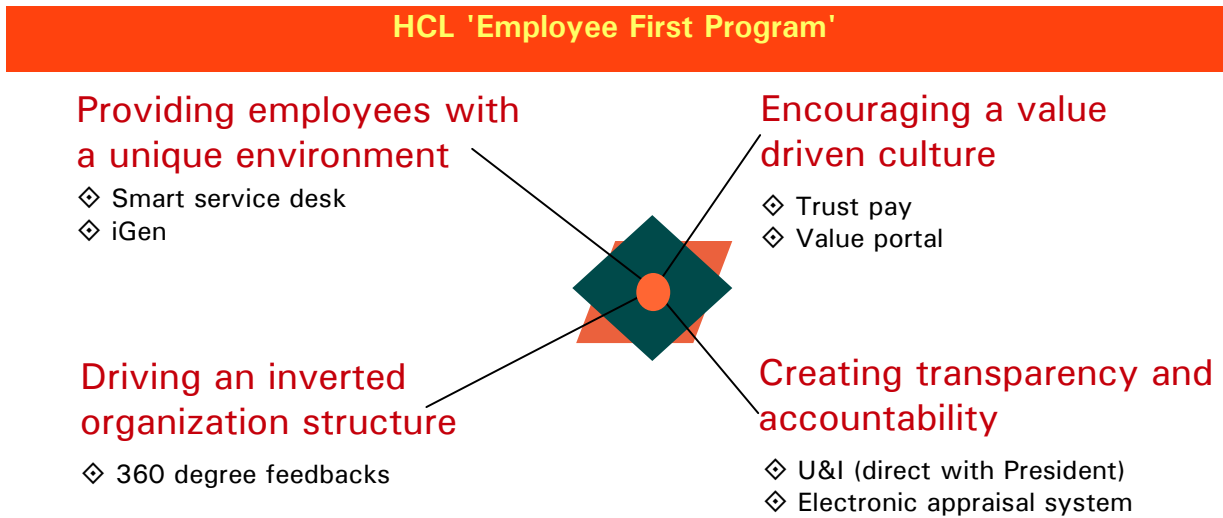 HCL 'Employee First Program'
Providing employees with
a unique environment
Smart service desk
iGen
Encouraging a value
driven culture
Trust pay
Value portal
Driving an inverted
organization structure
360 degree feedbacks
Creating transparency and
accountability
U&I (direct with President)
Electronic appraisal system